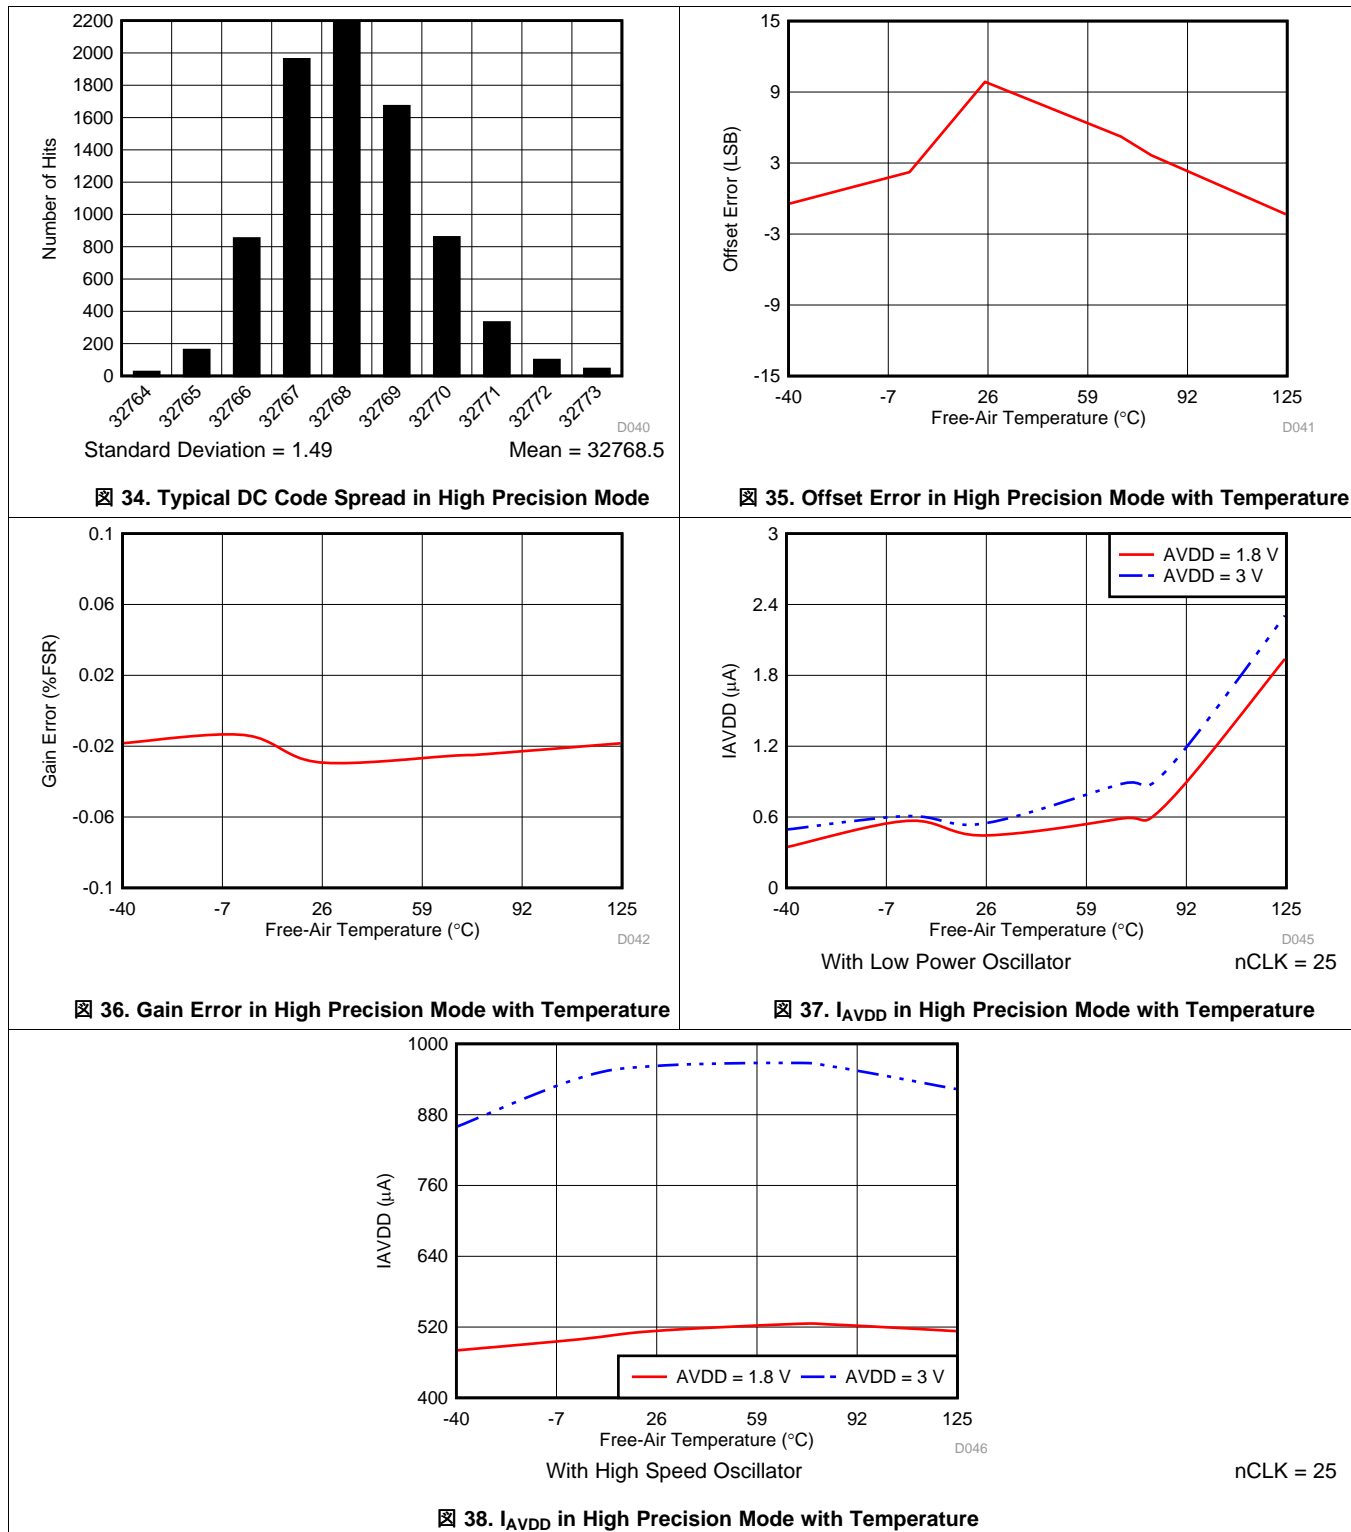 2200
2000
1800
1600
1400
1200
1000
800
600
400
200
0
Number of Hits
32764
32765
32766
32767
32768
32769
32770
32771
32772
32773
D040
Standard Deviation = 1.49
Mean = 32768.5
図 34. Typical DC Code Spread in High Precision Mode
15
9
3
-3
-9
-15
Offset Error (LSB)
-40
-7
26
59
92
125
Free-Air Temperature (°C)
D041
図 35. Offset Error in High Precision Mode with Temperature
0.1
0.06
0.02
-0.02
-0.06
-0.1
Gain Error (%FSR)
-40
-7
26
59
92
125
Free-Air Temperature (°C)
D042
図 36. Gain Error in High Precision Mode with Temperature
3
2.4
1.8
1.2
0.6
0
IAVDD (μA)
AVDD = 1.8 V
AVDD = 3 V
-40
-7
26
59
92
125
Free-Air Temperature (°C)
D045
With Low Power Oscillator
nCLK = 25
図 37. IAVDD in High Precision Mode with Temperature
1000
880
760
640
520
400
IAVDD (μA)
AVDD = 1.8 V
AVDD = 3 V
-40
-7
26
59
92
125
Free-Air Temperature (°C)
D046
With High Speed Oscillator
nCLK = 25
図 38. IAVDD in High Precision Mode with Temperature